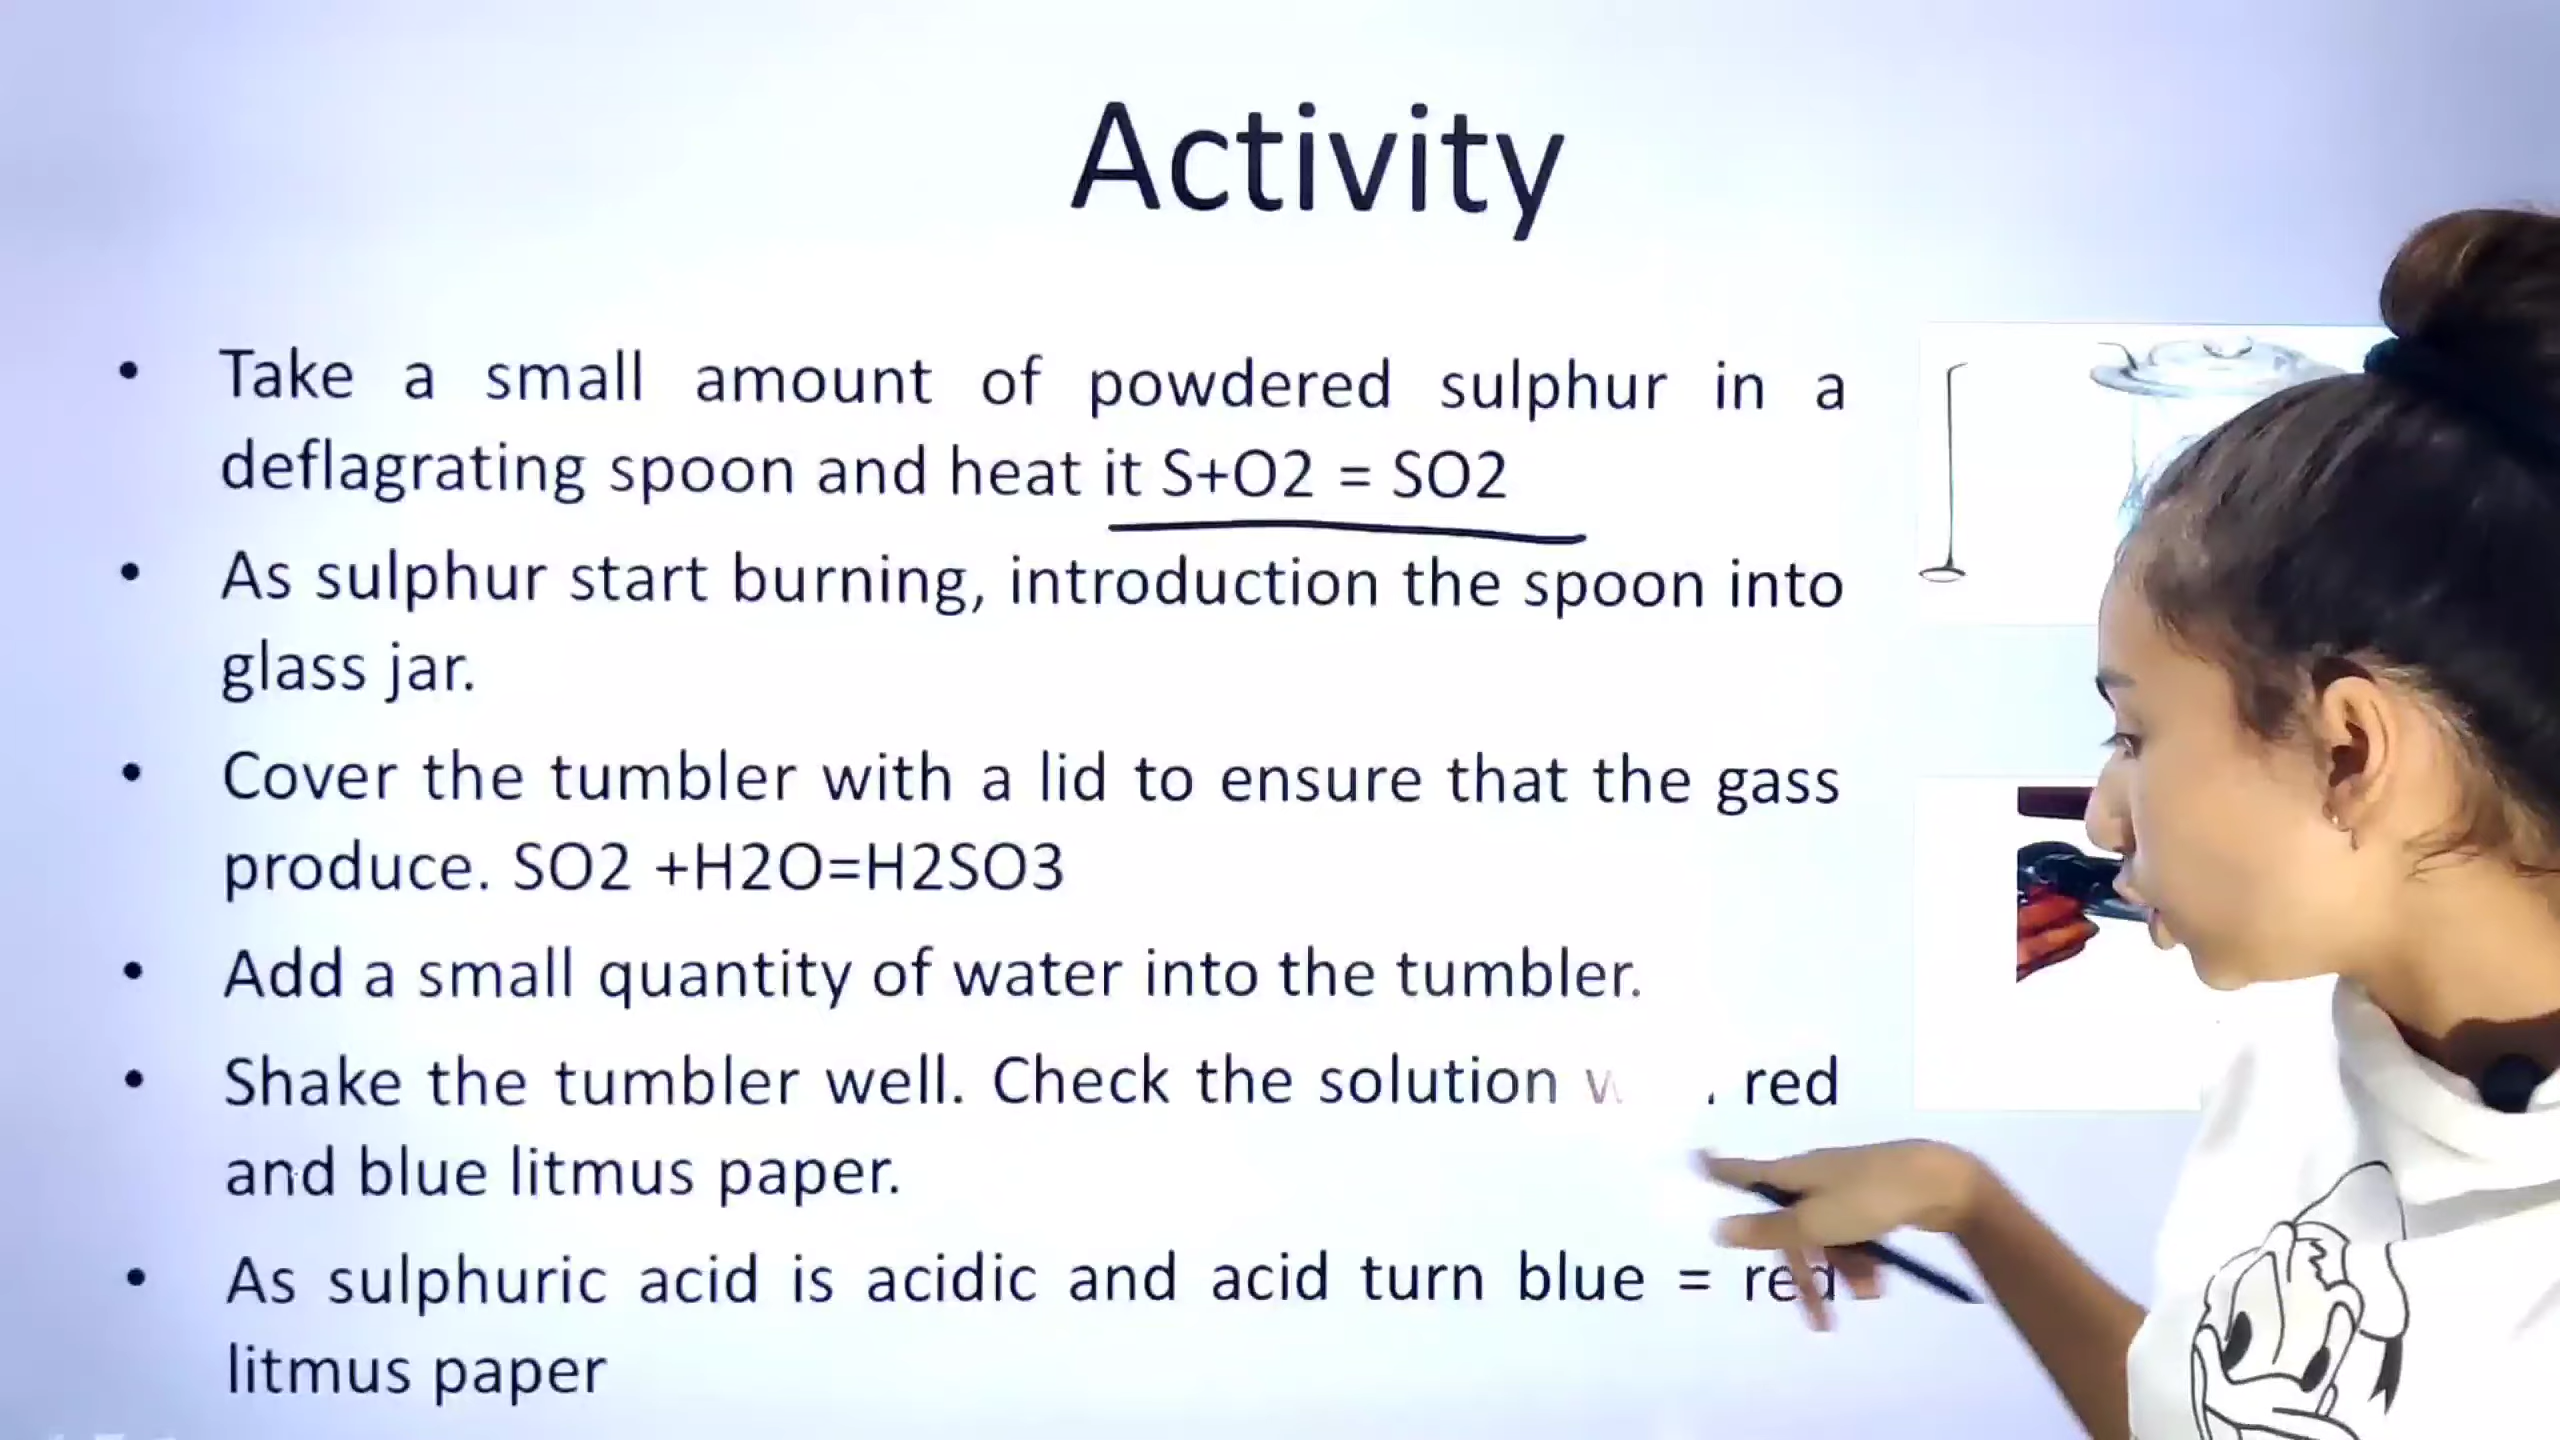 Activity
• Take a small amount of powdered sulphur in a
deflagrating spoon and heat it S+O2 = SO2
• As sulphur start burning, introduction the spoon into
glass jar.
• Cover the tumbler with a lid to ensure that the gass
produce. SO2 +H2O=H2SO3
• Add a small quantity of water into the tumbler.
• Shake the tumbler well. Check the solution red
and blue litmus paper.
• As sulphuric acid is acidic and acid turn blue = red
litmus paper